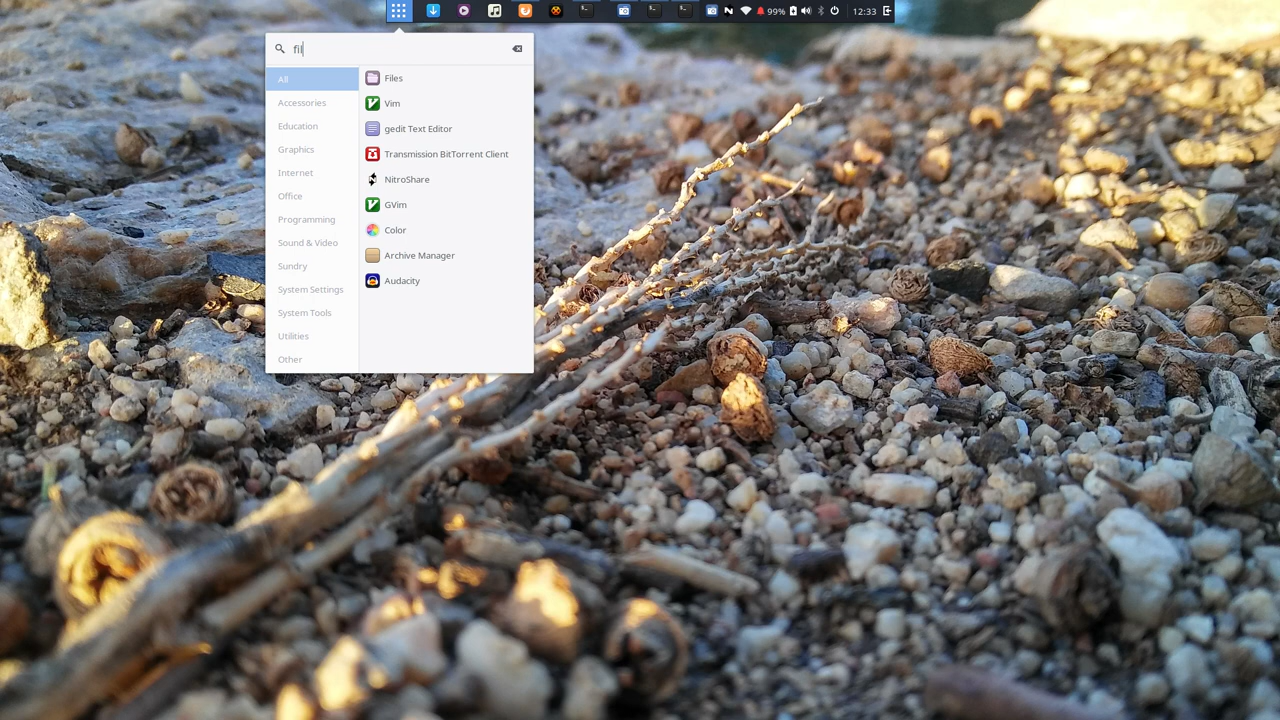 99%
12:33
fil
All
Accessories
Education
Graphics
Internet
Office
Programming
Sound & Video
Sundry
System Settings
System Tools
Utilities
Other
Files
Vim
gedit Text Editor
Transmission BitTorrent Client
NitroShare
GVim
Color
Archive Manager
Audacity